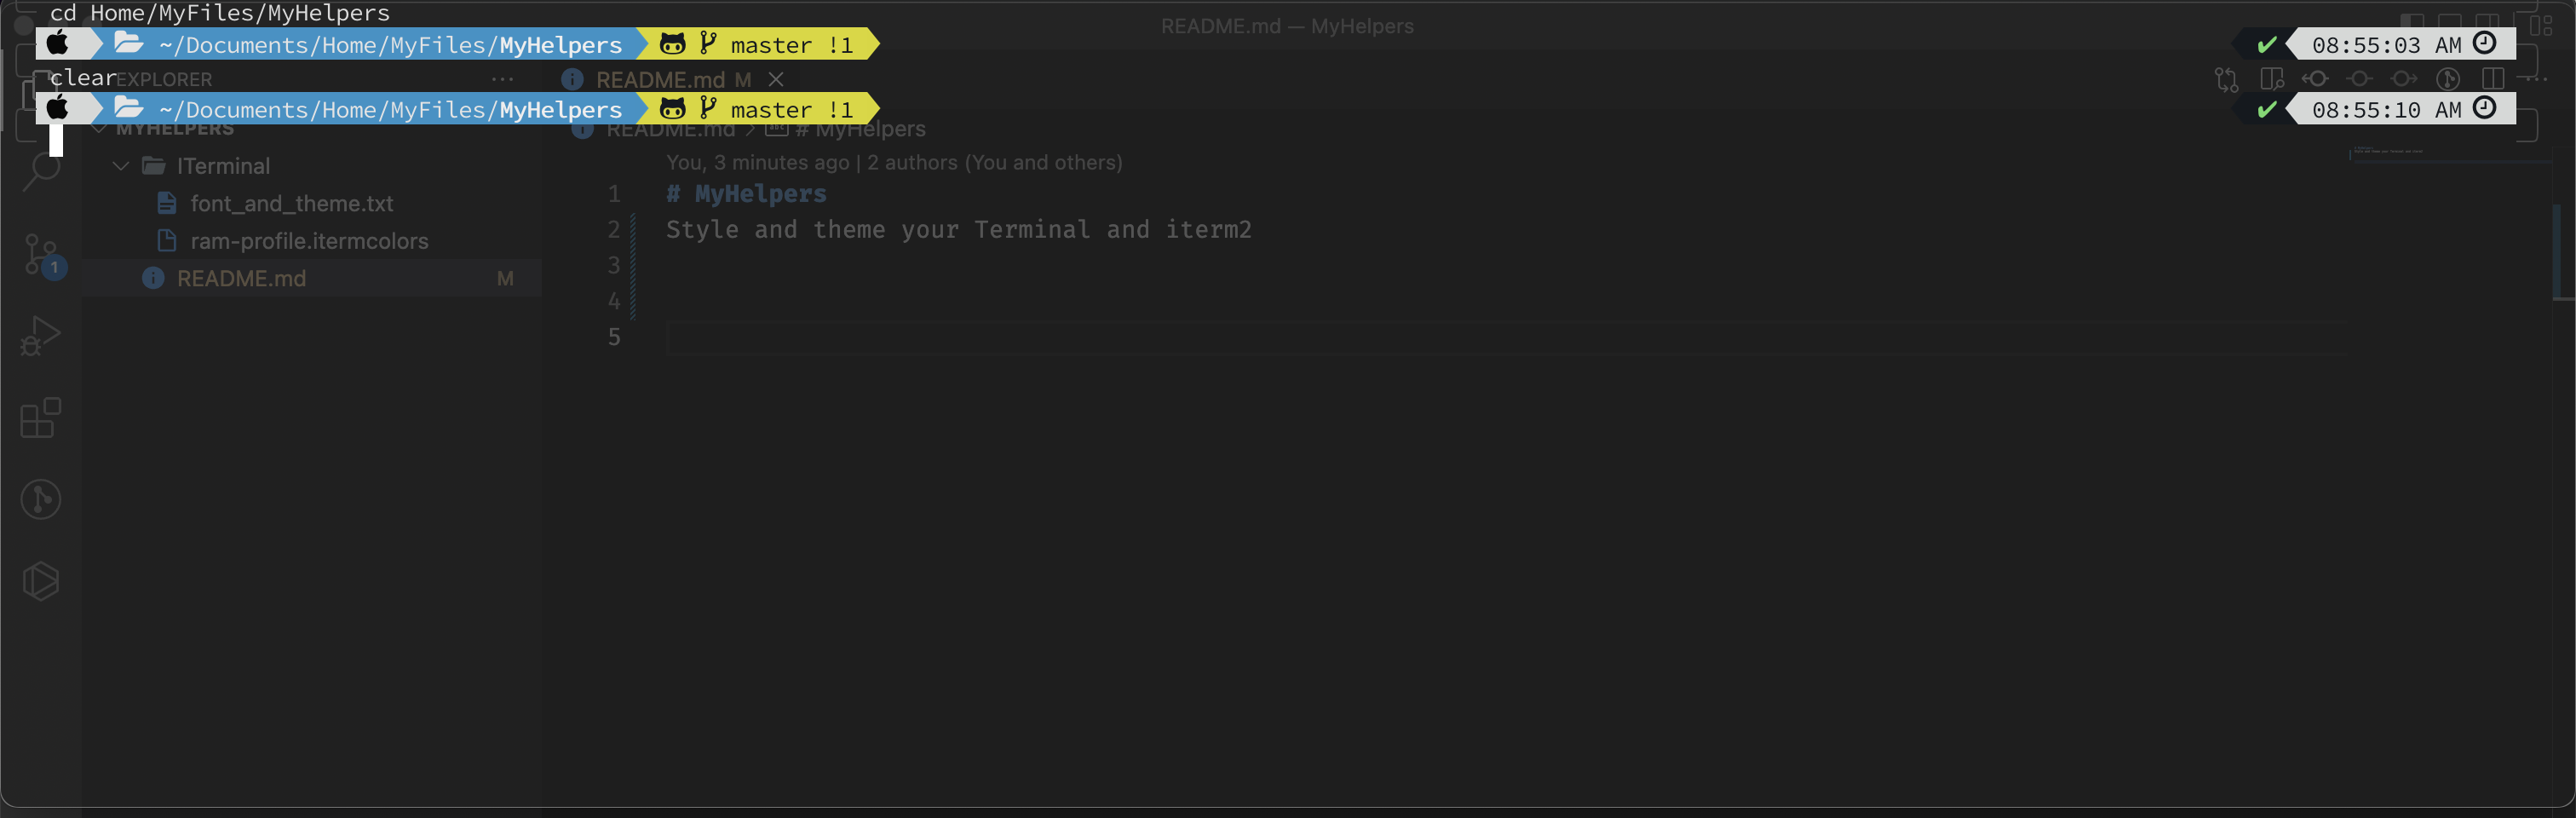 cd Home/MyFiles/MyHelpers
README.md — MyHelpers
~/Documents/Home/MyFiles/MyHelpers master !1 ✔ 08:55:03 AM
clear
EXPLORER ...
README.md M
~/Documents/Home/MyFiles/MyHelpers master !1 ✔ 08:55:10 AM
MYHELPERS
README.md > # MyHelpers
ITerminal
font_and_theme.txt
ram-profile.itermcolors
README.md M
1
You, 3 minutes ago | 2 authors (You and others)
1 # MyHelpers
2 Style and theme your Terminal and iterm2
3
4
5